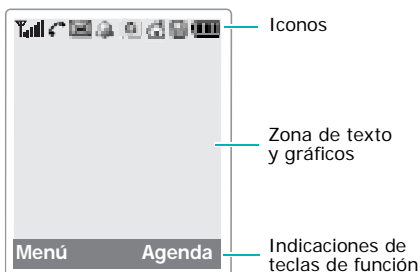 Iconos
Zona de texto
y gráficos
Menú Agenda
Indicaciones de
teclas de función